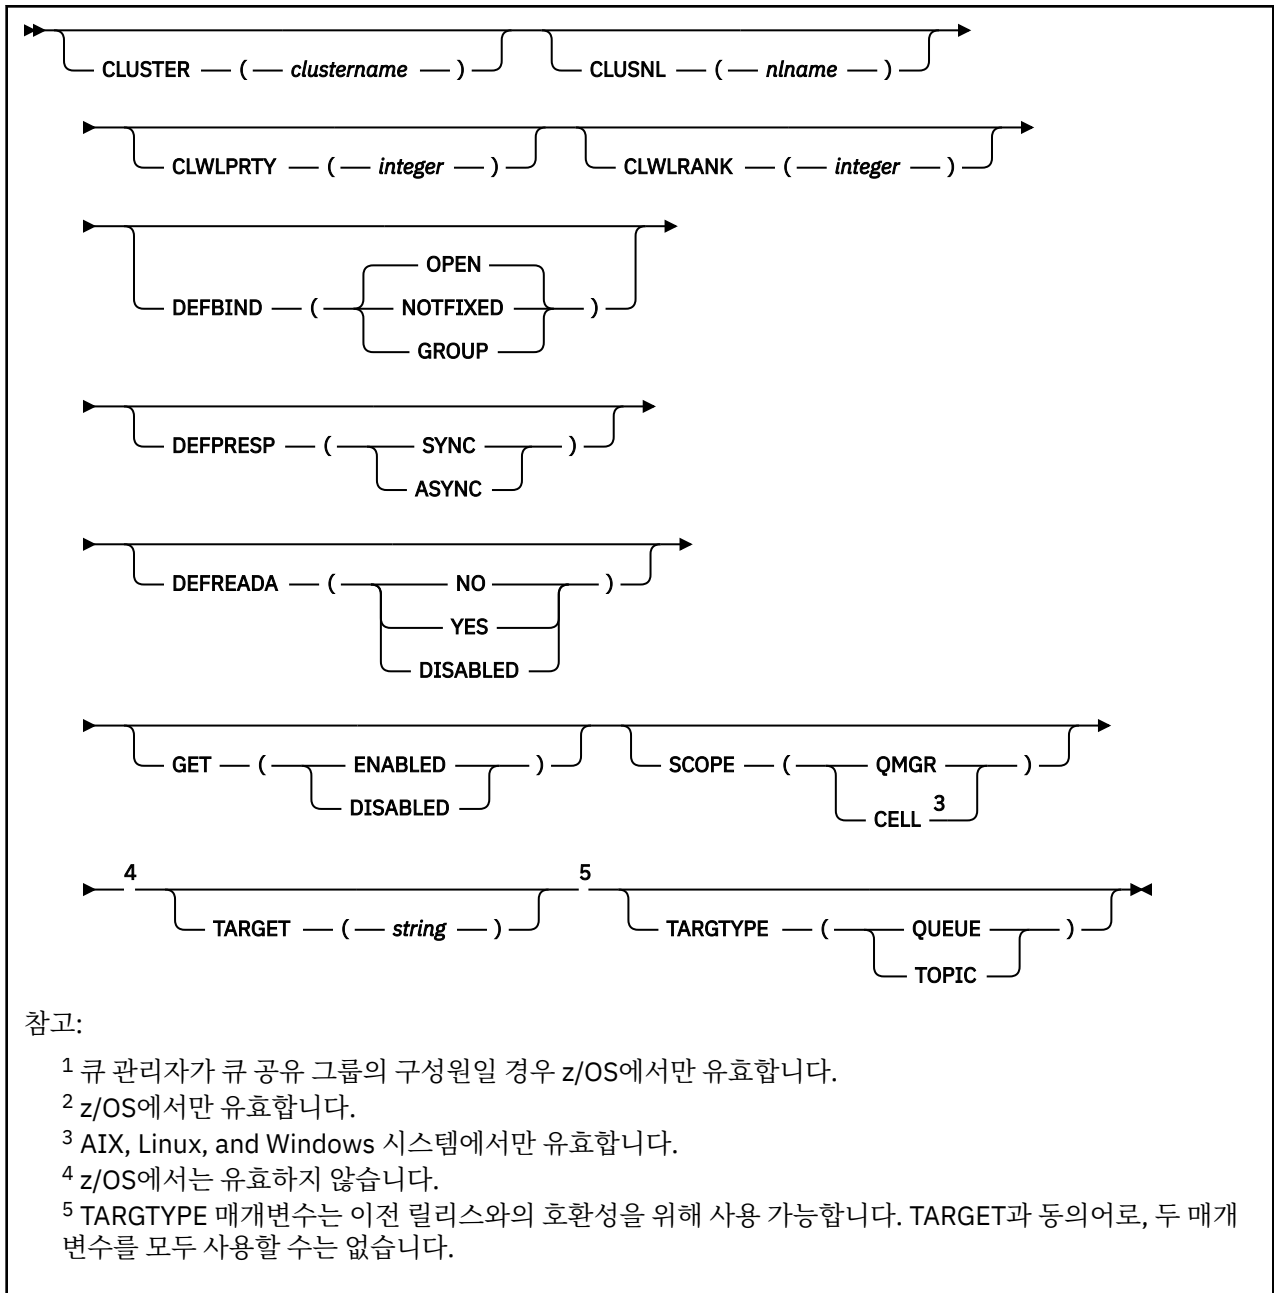 CLUSTER ( clustername ) CLUSNL ( nlname )
CLWLPRTY ( integer ) CLWLRANK ( integer )
OPEN
DEFBIND ( NOTFIXED )
GROUP
DEFPRESP ( SYNC )
ASYNC
DEFREADA ( NO )
YES
DISABLED
GET ( ENABLED ) SCOPE ( QMGR )
DISABLED CELL 3
4 5
TARGET ( string ) TARGTYPE ( QUEUE )
TOPIC
참고:
1 큐 관리자가 큐 공유 그룹의 구성원일 경우 z/OS에서만 유효합니다.
2 z/OS에서만 유효합니다.
3 AIX, Linux, and Windows 시스템에서만 유효합니다.
4 z/OS에서는 유효하지 않습니다.
5 TARGTYPE 매개변수는 이전 릴리스와의 호환성을 위해 사용 가능합니다. TARGET과 동의어로, 두 매개
변수를 모두 사용할 수는 없습니다.